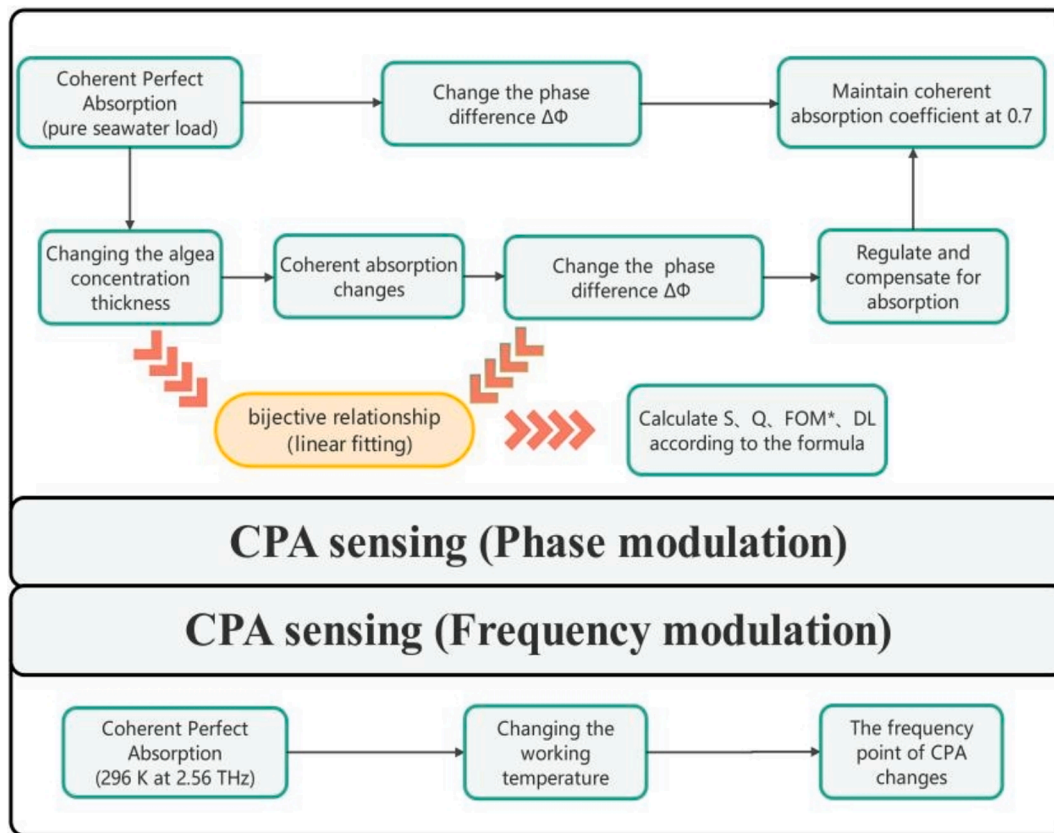 Coherent Perfect
Absorption
(pure seawater load)
Change the phase
difference ΔΦ
Maintain coherent
absorption coefficient at 0.7
Changing the algea
concentration
thickness
Coherent absorption
changes
Change the phase
difference ΔΦ
Regulate and
compensate for
absorption
bijective relationship
(linear fitting)
Calculate S、Q、FOM*、DL
according to the formula
CPA sensing (Phase modulation)
CPA sensing (Frequency modulation)
Coherent Perfect
Absorption
(296 K at 2.56 THz)
Changing the
working
temperature
The frequency
point of CPA
changes